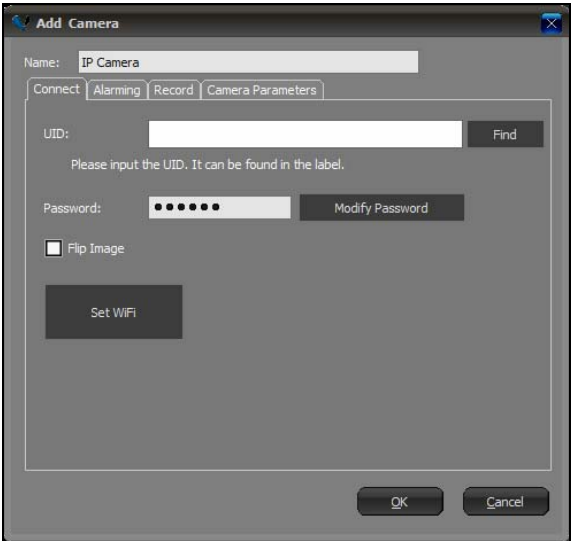 Add Camera
Name: IP Camera
Connect Alarming Record Camera Parameters
UID: Find
Please input the UID. It can be found in the label.
Password: ●●●●●● Modify Password
Flip Image
Set WiFi
OK Cancel